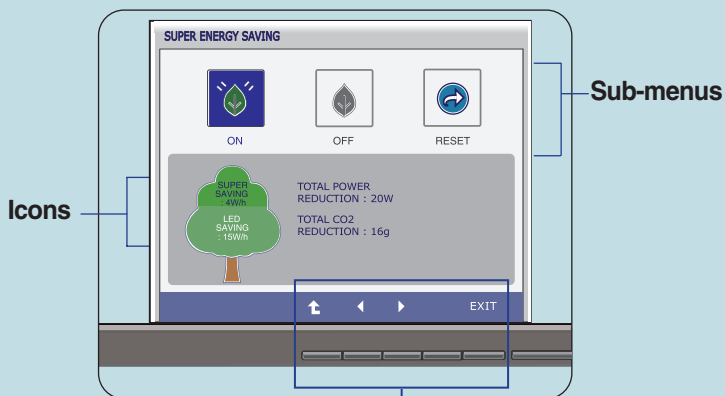 SUPER ENERGY SAVING
Sub-menus
ON
OFF
RESET
Icons
SUPER
SAVING
: 4W/h
LED
SAVING
: 15W/h
TOTAL POWER
REDUCTION : 20W
TOTAL CO2
REDUCTION : 16g
EXIT